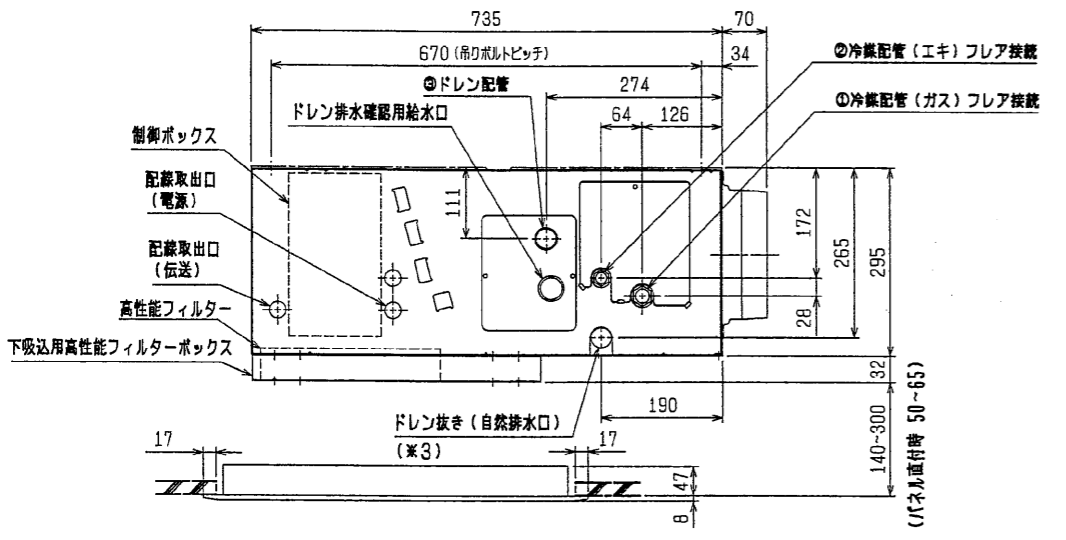 735
70
670(吊りボルトピッチ)
34
②冷媒配管(エキ)フレア接続
③ドレン配管
274
①冷媒配管(ガス)フレア接続
ドレン排水確認用給水口
64
126
制御ボックス
配線取出口
(電源)
111
172
265
295
配線取出口
(伝送)
高性能フィルター
28
下吸込用高性能フィルターボックス
32
190
ドレン抜き(自然排水口)
(※3)
17
17
140~300
(パネル直付時 50~65)
47
8